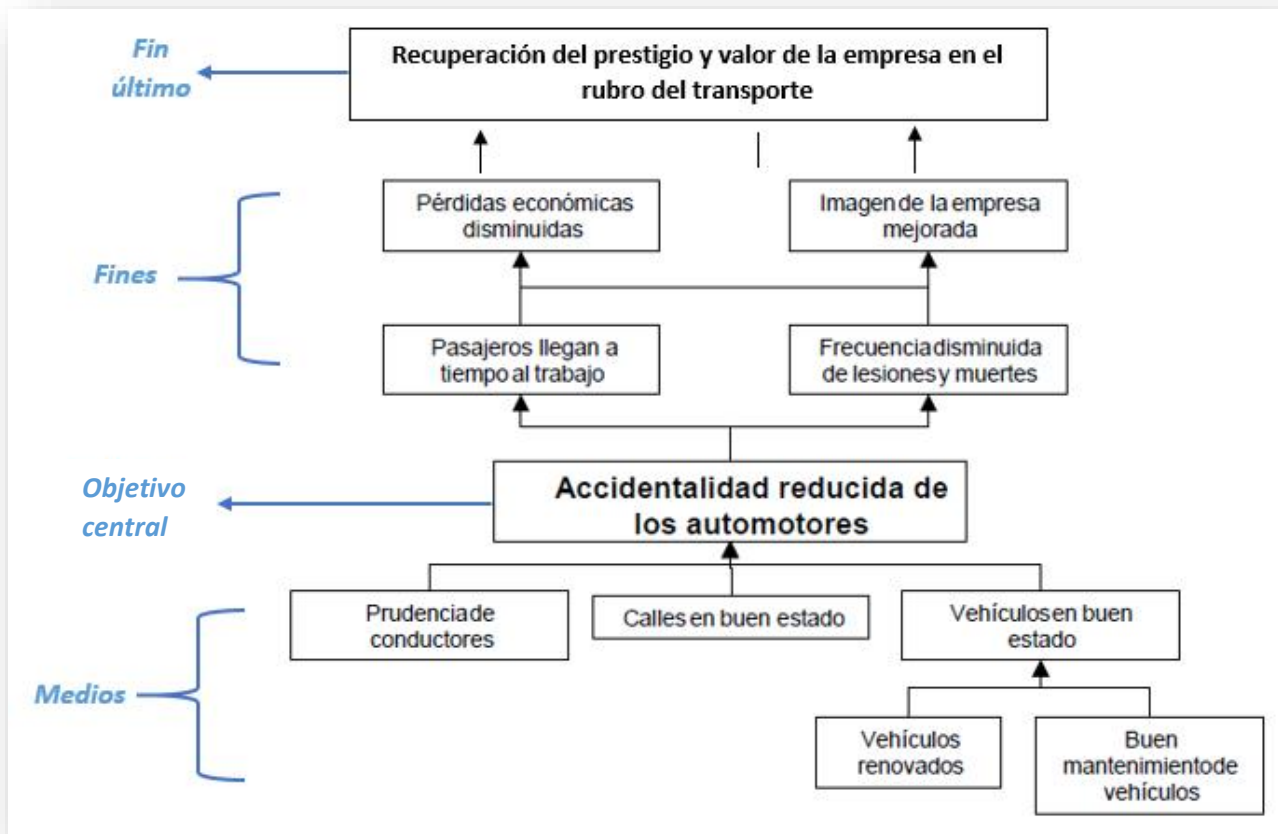 Fin
último
Recuperación del prestigio y valor de la empresa en el
rubro del transporte
Fines
Pérdidas económicas
disminuidas
Imagen de la empresa
mejorada
Pasajeros llegan a
tiempo al trabajo
Frecuencia disminuida
de lesiones y muertes
Objetivo
central
Accidentalidad reducida de
los automotores
Medios
Prudencia de
conductores
Calles en buen estado
Vehículos en buen
estado
Vehículos
renovados
Buen
mantenimiento de
vehículos